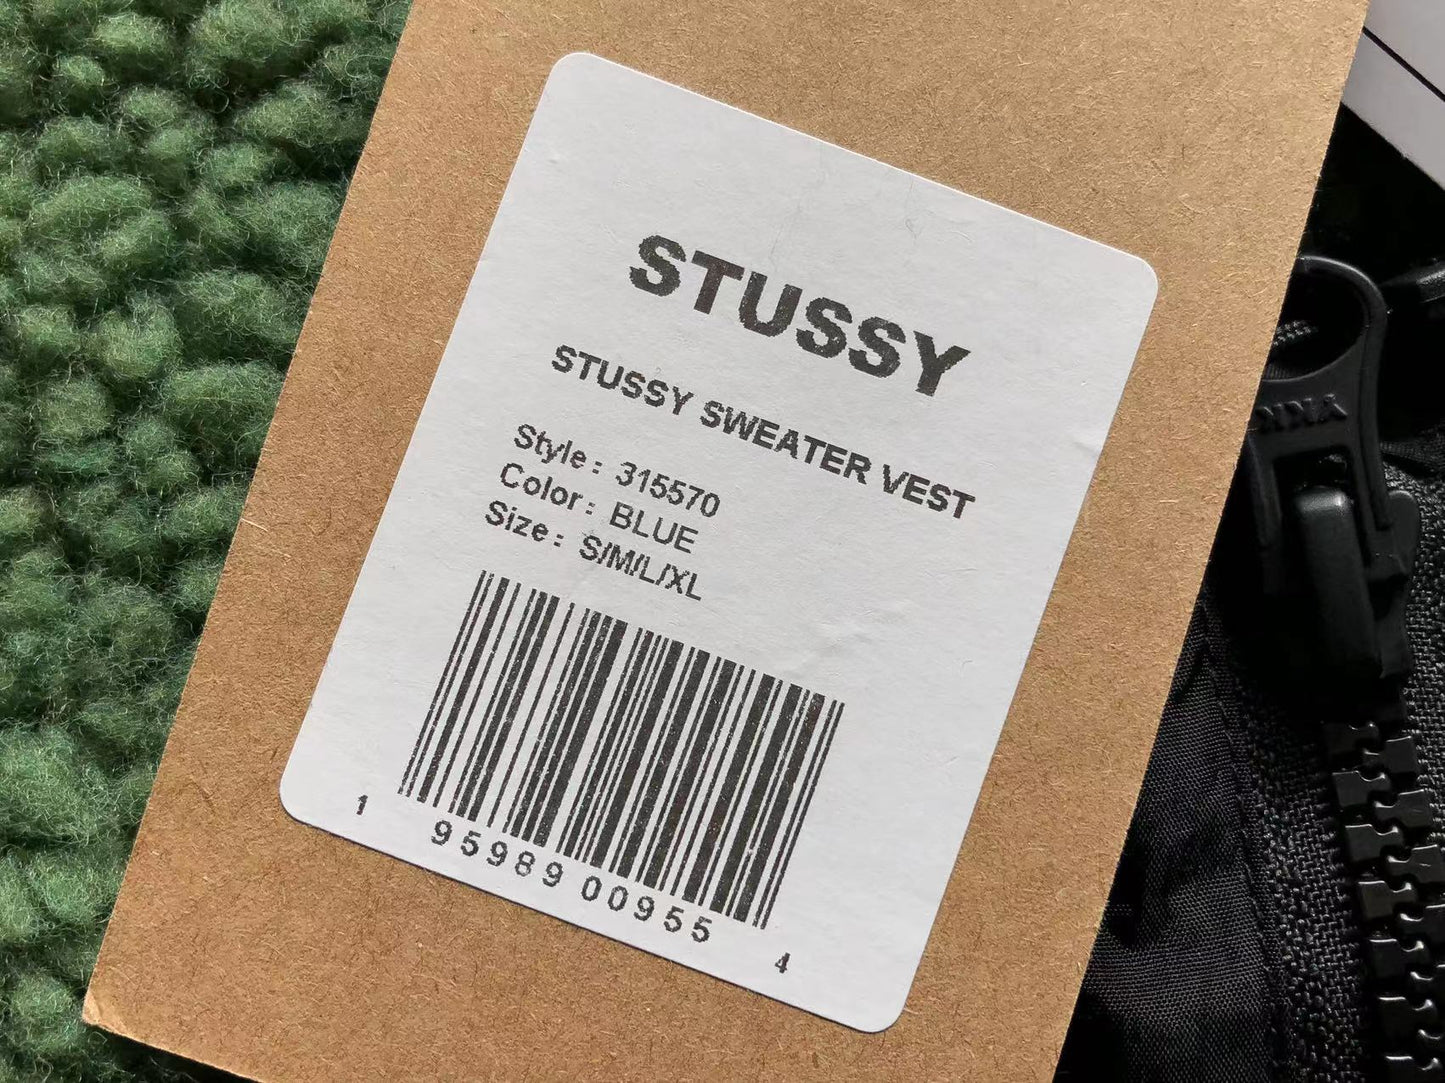 STUSSY
STUSSY SWEATER VEST
Style: 315570
Color: BLUE
Size: S/M/L/XL
1 95989 00955 4